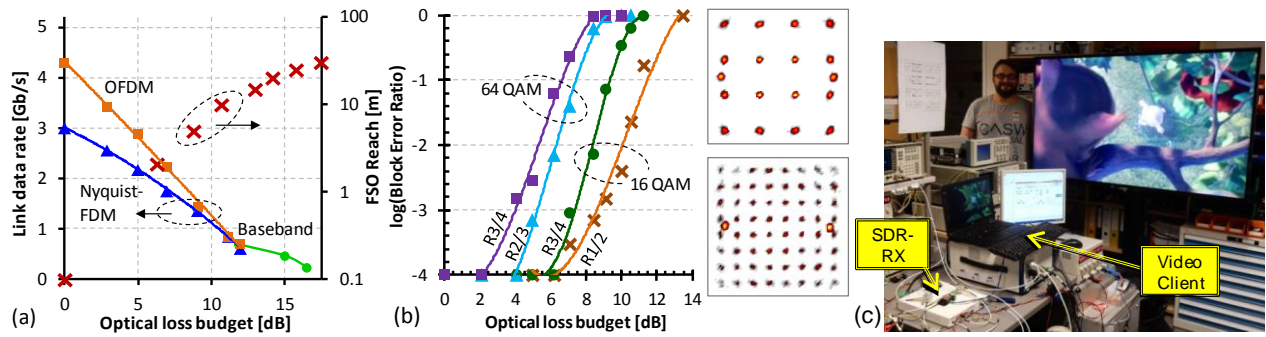 Link data rate [Gb/s]
5
4
3
2
1
0
OFDM
Nyquist-
FDM
Baseband
100
10
1
0.1
FSO Reach [m]
0
5
10
15
Optical loss budget [dB]
(a)
log(Block Error Ratio)
0
-1
-2
-3
-4
64 QAM
16 QAM
R3/4
R2/3
R3/4
R1/2
0
2
4
6
8
10
12
14
Optical loss budget [dB]
(b)
CASW
SDR-
RX
Video
Client
(c)